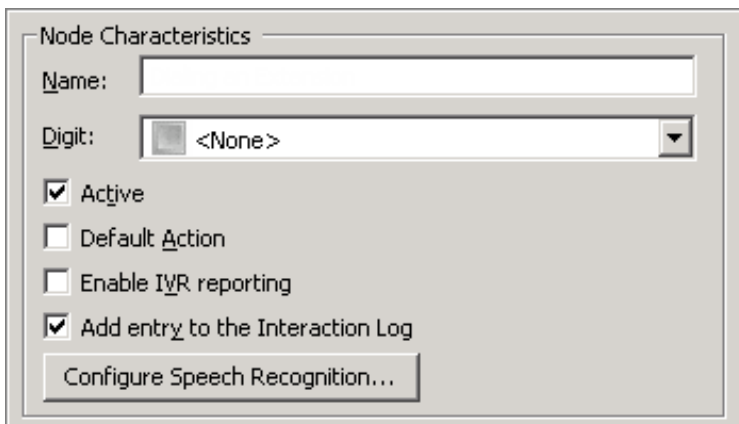 Node Characteristics
Name:
Digit: <None>
Active
Default Action
Enable IVR reporting
Add entry to the Interaction Log
Configure Speech Recognition...